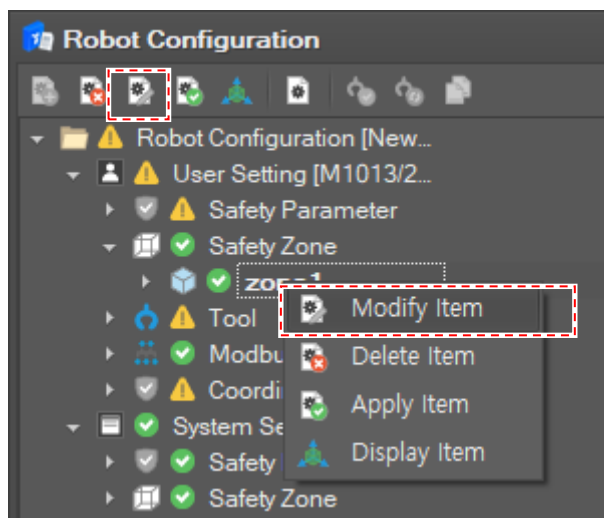 Robot Configuration
Robot Configuration [New...
User Setting [M1013/2...
Safety Parameter
Safety Zone
Modify Item
Tool
Delete Item
Apply Item
System Se
Display Item
Safety
Safety Zone